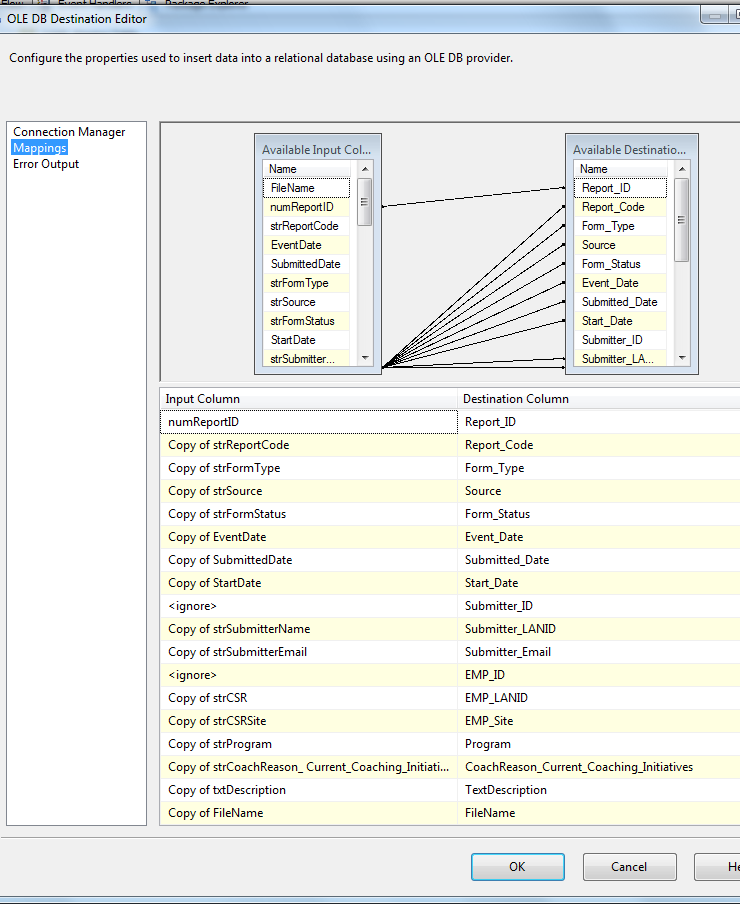 Flow Event Handlers Package Explorer
OLE DB Destination Editor
Configure the properties used to insert data into a relational database using an OLE DB provider.
Connection Manager
Mappings
Error Output
Available Input Col...
Name
FileName
numReportID
strReportCode
EventDate
SubmittedDate
strFormType
strSource
strFormStatus
StartDate
strSubmitter...
Available Destinatio...
Name
Report_ID
Report_Code
Form_Type
Source
Form_Status
Event_Date
Submitted_Date
Start_Date
Submitter_ID
Submitter_LA...
Input Column Destination Column
numReportID Report_ID
Copy of strReportCode Report_Code
Copy of strFormType Form_Type
Copy of strSource Source
Copy of strFormStatus Form_Status
Copy of EventDate Event_Date
Copy of SubmittedDate Submitted_Date
Copy of StartDate Start_Date
<ignore> Submitter_ID
Copy of strSubmitterName Submitter_LANID
Copy of strSubmitterEmail Submitter_Email
<ignore> EMP_ID
Copy of strCSR EMP_LANID
Copy of strCSRSite EMP_Site
Copy of strProgram Program
Copy of strCoachReason_ Current_Coaching_Initiati... CoachReason_Current_Coaching_Initiatives
Copy of txtDescription TextDescription
Copy of FileName FileName
OK Cancel He